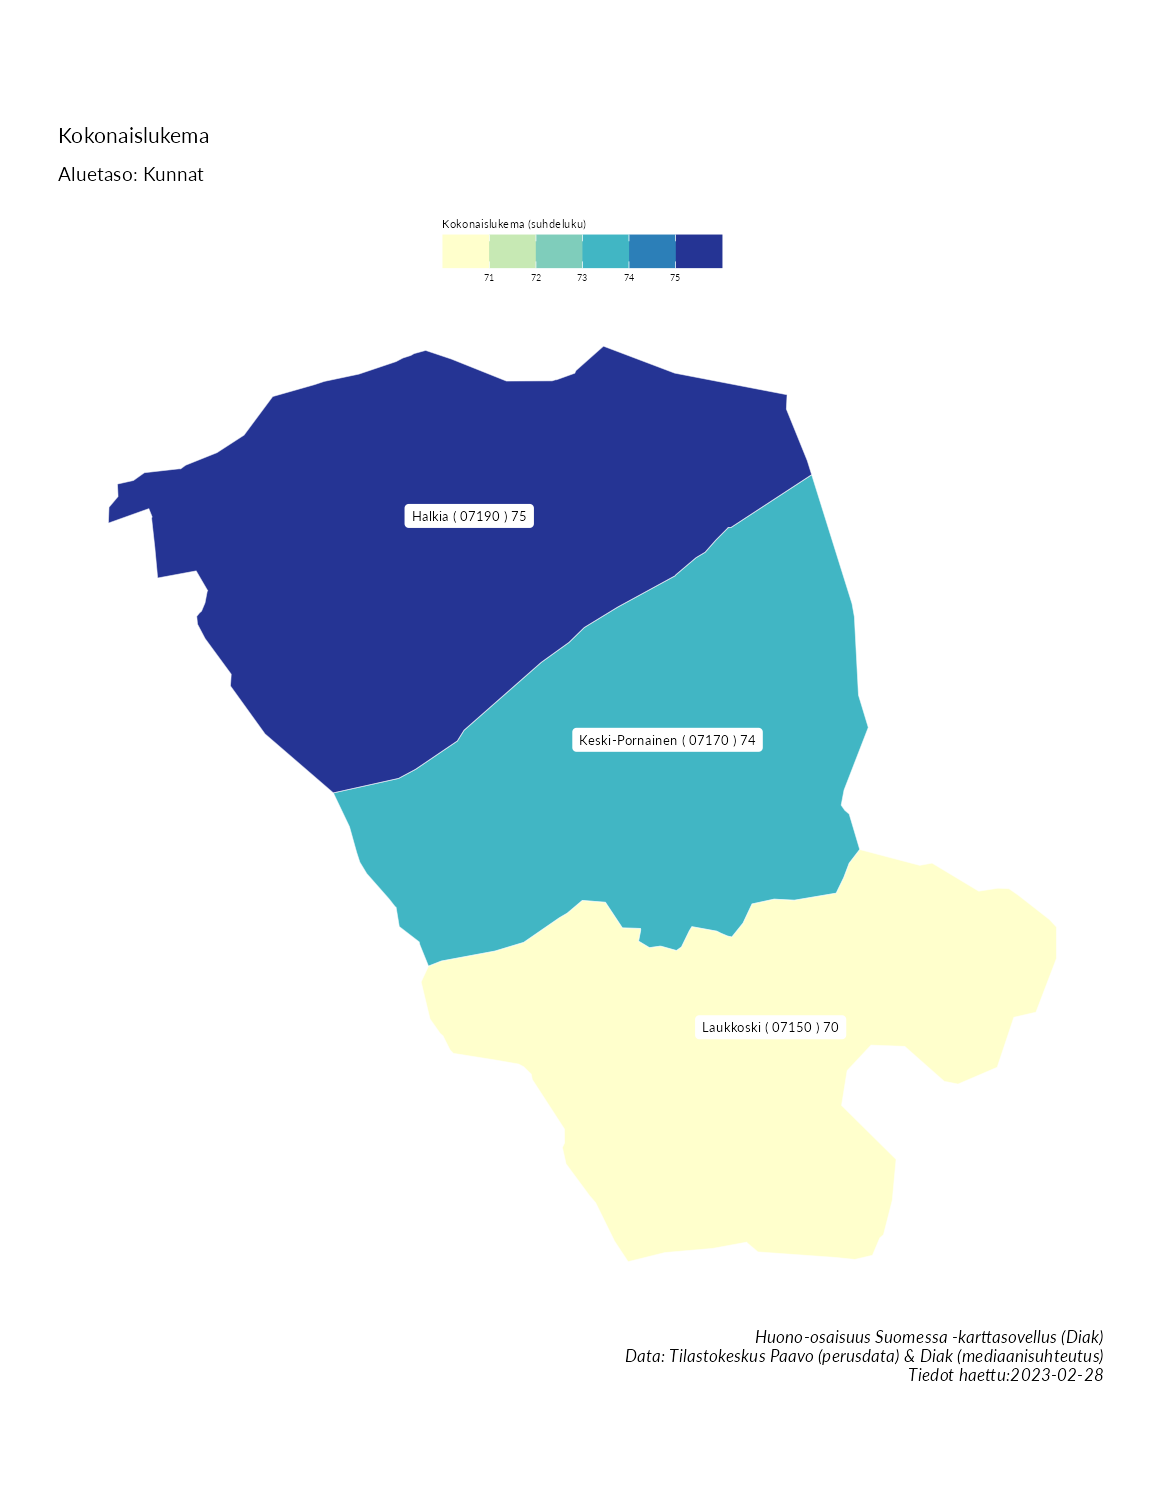 Kokonaislukema
Aluetaso: Kunnat
Kokonaislukema (suhdeluku)
71 72 73 74 75
Halkia ( 07190 ) 75
Keski-Pornainen ( 07170 ) 74
Laukkoski ( 07150 ) 70
Huono-osaisuus Suomessa -karttasovellus (Diak)
Data: Tilastokeskus Paavo (perusdata) & Diak (mediaanisuhteutus)
Tiedot haettu:2023-02-28